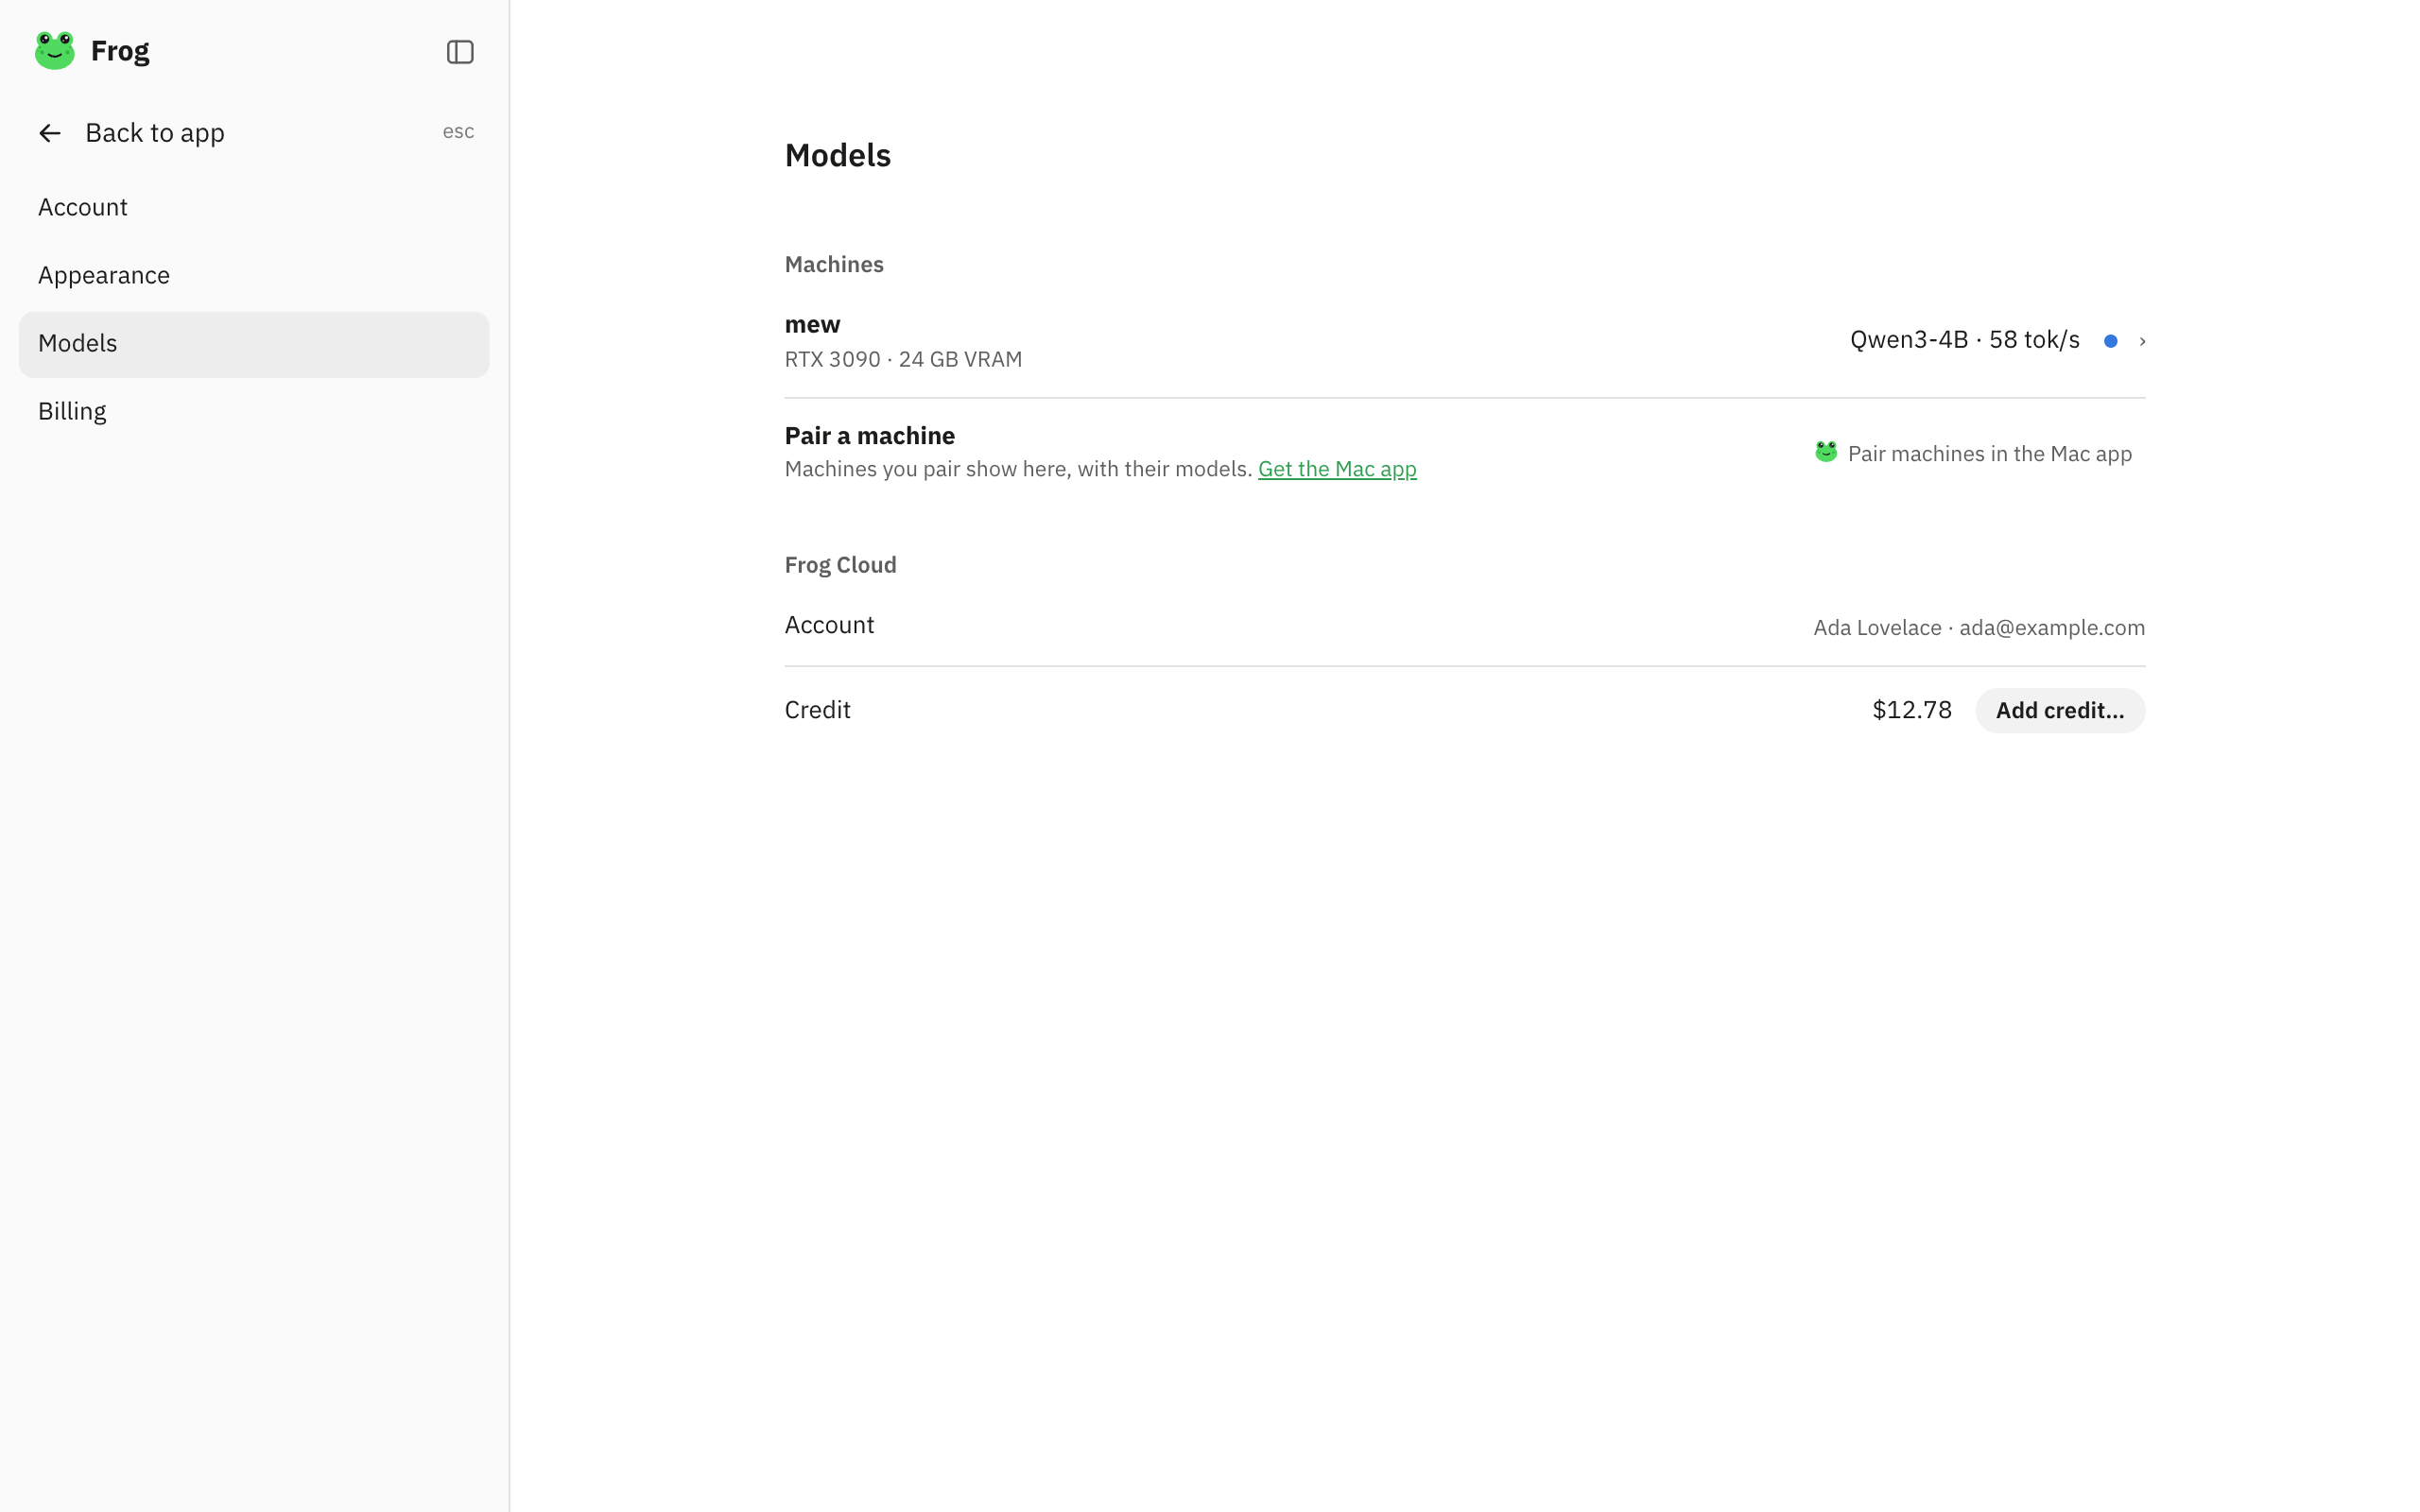 Frog
Back to app esc
Account
Appearance
Models
Billing
Models
Machines
mew
RTX 3090 · 24 GB VRAM
Qwen3-4B · 58 tok/s
Pair a machine
Machines you pair show here, with their models. Get the Mac app
Pair machines in the Mac app
Frog Cloud
Account
Ada Lovelace · ada@example.com
Credit
$12.78
Add credit...